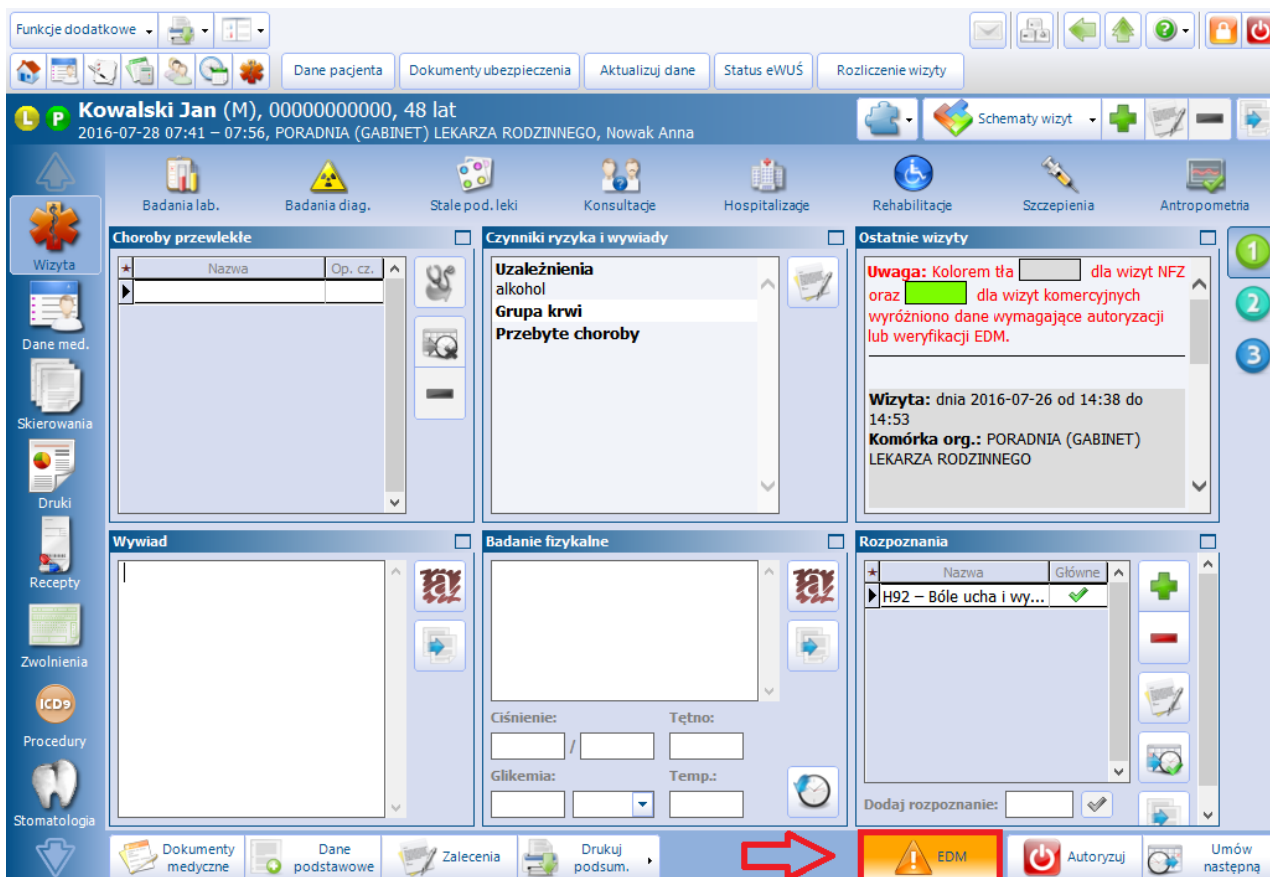 Funkcje dodatkowe
Dane pacjenta
Dokumenty ubezpieczenia
Aktualizuj dane
Status eWUŚ
Rozliczenie wizyty
L P Kowalski Jan (M), 00000000000, 48 lat
2016-07-28 07:41 – 07:56, PORADNIA (GABINET) LEKARZA RODZINNEGO, Nowak Anna
Schematy wizyt
Badania lab.
Badania diag.
Stale pod. leki
Konsultacje
Hospitalizacje
Rehabilitacje
Szczepienia
Antropometria
Wizyta
Dane med.
Skierowania
Druki
Recepty
Zwolnienia
ICD9
Procedury
Stomatologia
Choroby przewlekłe
Nazwa
Op. cz.
Czynniki ryzyka i wywiady
Uzależnienia
alkohol
Grupa krwi
Przebyte choroby
Ostatnie wizyty
Uwaga: Kolorem tła dla wizyt NFZ
oraz dla wizyt komercyjnych
wyróżniono dane wymagające autoryzacji
lub weryfikacji EDM.
Wizyta: dnia 2016-07-26 od 14:38 do
14:53
Komórka org.: PORADNIA (GABINET)
LEKARZA RODZINNEGO
1
2
3
Wywiad
Badanie fizykalne
Ciśnienie:
Tętno:
/
Glikemia:
Temp.:
Rozpoznania
Nazwa
Główne
H92 – Bóle ucha i wy...
Dodaj rozpoznanie:
Dokumenty
medyczne
Dane
podstawowe
Zalecenia
Drukuj
podsum.
EDM
Autoryzuj
Umów
następną